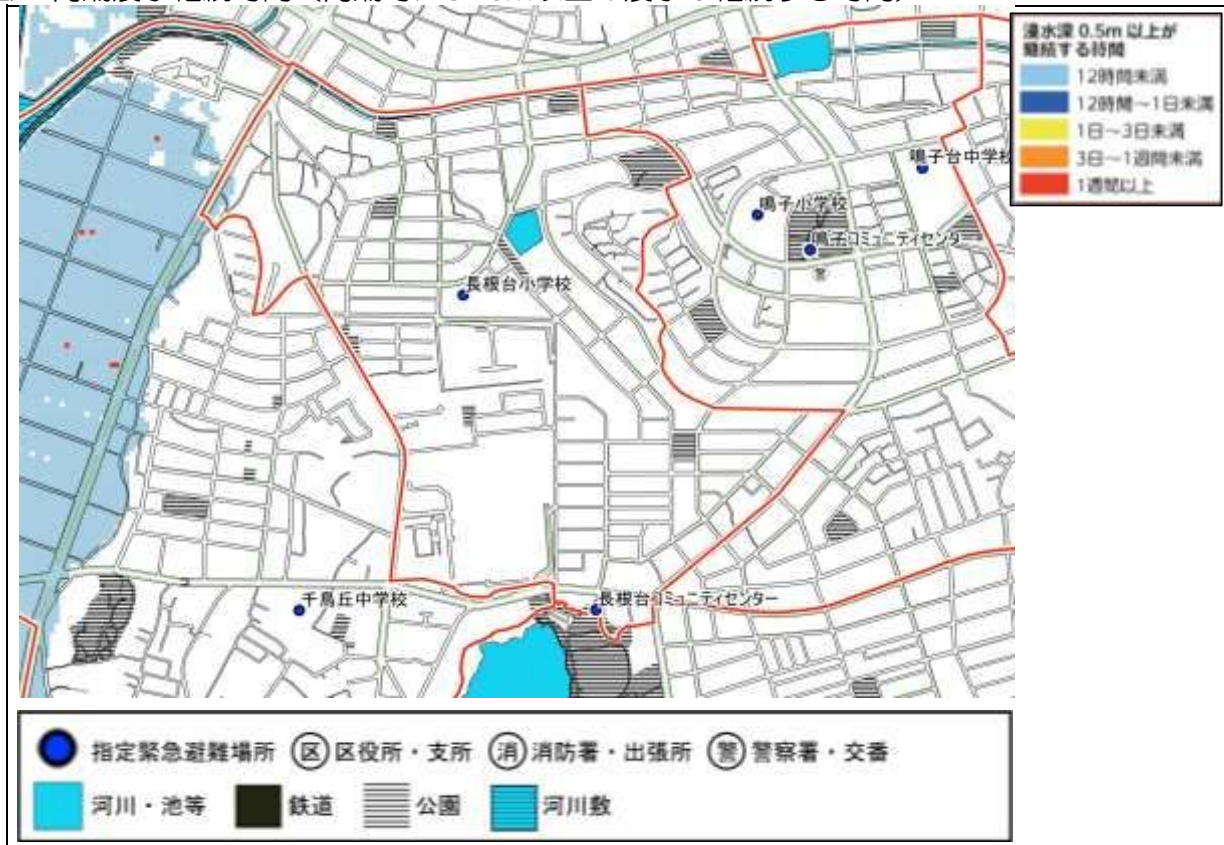 浸水深 0.5m 以上が
継続する時間
12時間未満
12時間～1日未満
1日～3日未満
3日～1週間未満
1週間以上
鳴子台中学校
鳴子小学校
鳴子コミュニティセンタ
警
長根台小学校
千鳥丘中学校
長根台コミュニティセンター
指定緊急避難場所 区 区役所・支所 消 消防署・出張所 警 警察署・交番
河川・池等 鉄道 公園 河川敷